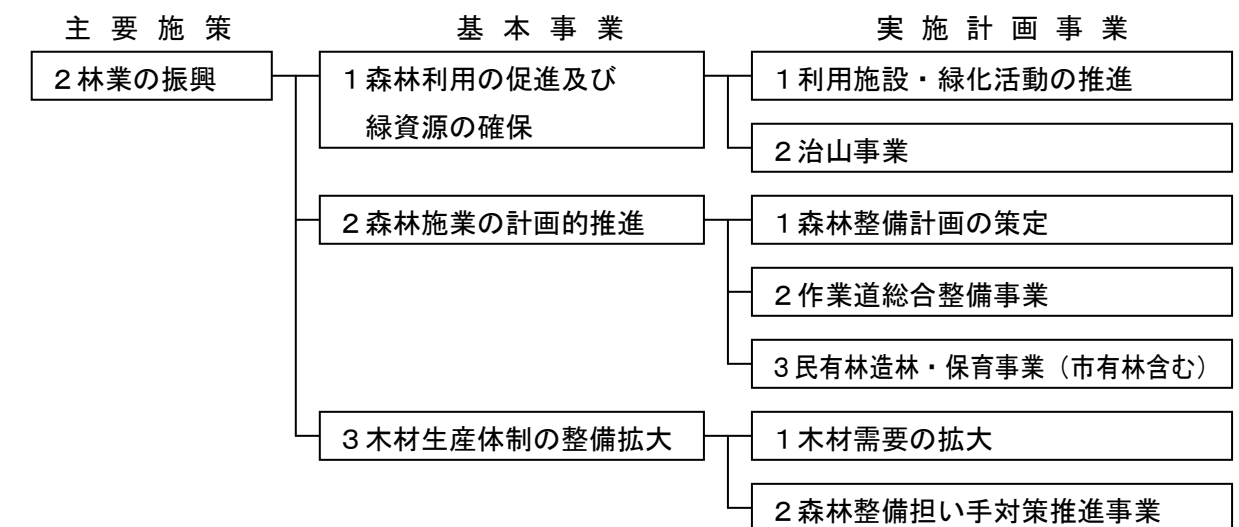 主要施策
基本事業
実施計画事業
2林業の振興
1森林利用の促進及び
緑資源の確保
1利用施設・緑化活動の推進
2治山事業
2森林施業の計画的推進
1森林整備計画の策定
2作業道総合整備事業
3民有林造林・保育事業（市有林含む）
3木材生産体制の整備拡大
1木材需要の拡大
2森林整備担い手対策推進事業